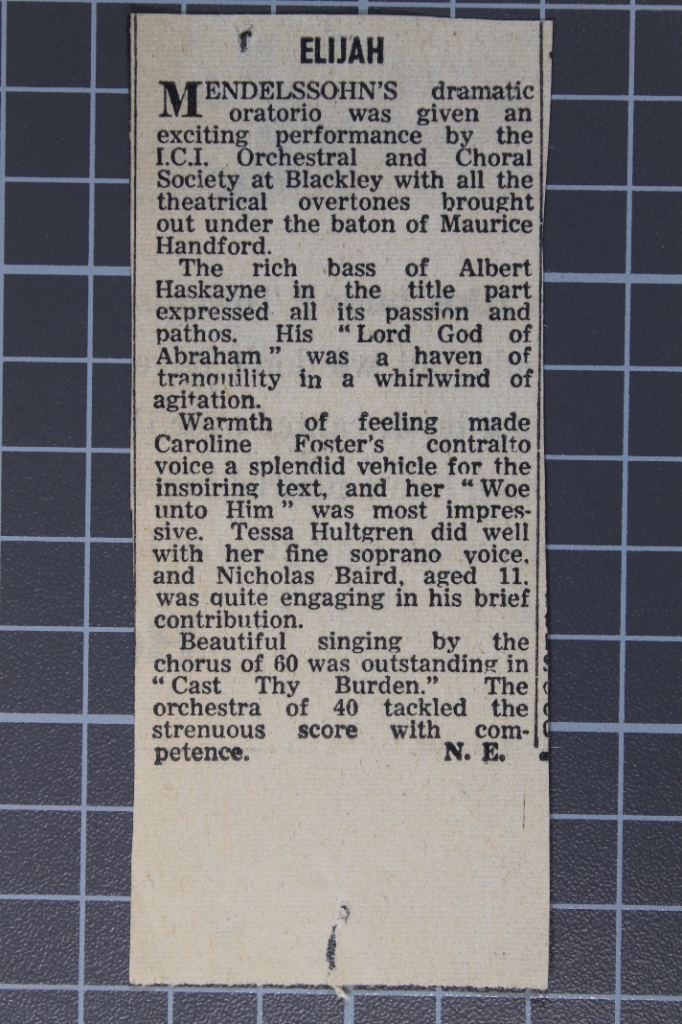 ELIJAH
MENDELSSOHN'S dramatic
oratorio was given an
exciting performance by the
I.C.I. Orchestral and Choral
Society at Blackley with all the
theatrical overtones brought
out under the baton of Maurice
Handford.
The rich bass of Albert
Haskayne in the title part
expressed all its passion and
pathos. His "Lord God of
Abraham" was a haven of
tranquility in a whirlwind of
agitation.
Warmth of feeling made
Caroline Foster's contralto
voice a splendid vehicle for the
inspiring text, and her "Woe
unto Him" was most impres-
sive. Tessa Hultgren did well
with her fine soprano voice,
and Nicholas Baird, aged 11,
was quite engaging in his brief
contribution.
Beautiful singing by the
chorus of 60 was outstanding in
"Cast Thy Burden." The
orchestra of 40 tackled the
strenuous score with com-
petence. N. E.